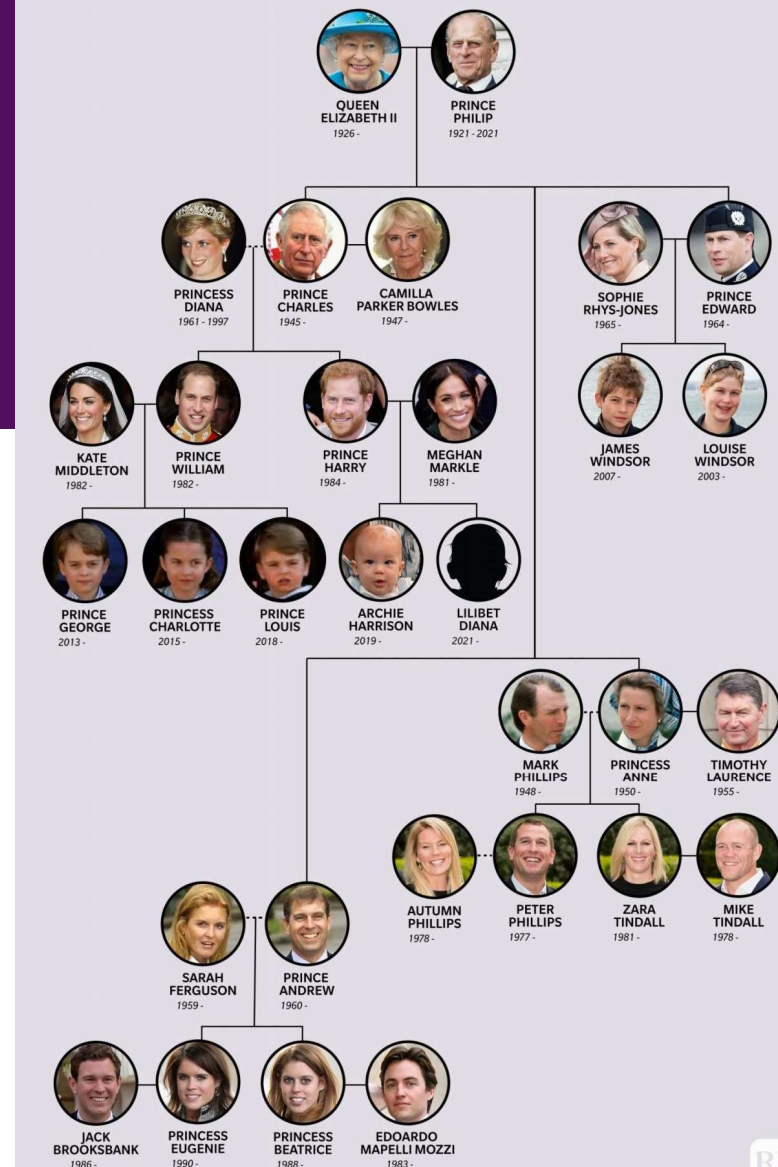 QUEEN
ELIZABETH II
1926 -
PRINCE
PHILIP
1921 - 2021
PRINCESS
DIANA
1961 - 1997
PRINCE
CHARLES
1945 -
CAMILLA
PARKER BOWLES
1947 -
SOPHIE
RHYS-JONES
1965 -
PRINCE
EDWARD
1964 -
KATE
MIDDLETON
1982 -
PRINCE
WILLIAM
1982 -
PRINCE
HARRY
1984 -
MEGHAN
MARKLE
1981 -
JAMES
WINDSOR
2007 -
LOUISE
WINDSOR
2003 -
PRINCE
GEORGE
2013 -
PRINCESS
CHARLOTTE
2015 -
PRINCE
LOUIS
2018 -
ARCHIE
HARRISON
2019 -
LILIBET
DIANA
2021 -
MARK
PHILLIPS
1948 -
PRINCESS
ANNE
1950 -
TIMOTHY
LAURENCE
1955 -
AUTUMN
PHILLIPS
1978 -
PETER
PHILLIPS
1977 -
ZARA
TINDALL
1981 -
MIKE
TINDALL
1978 -
SARAH
FERGUSON
1959 -
PRINCE
ANDREW
1960 -
JACK
BROOKSBANK
1986 -
PRINCESS
EUGENIE
1990 -
PRINCESS
BEATRICE
1988 -
EDOARDO
MAPELLI MOZZI
1983 -
R